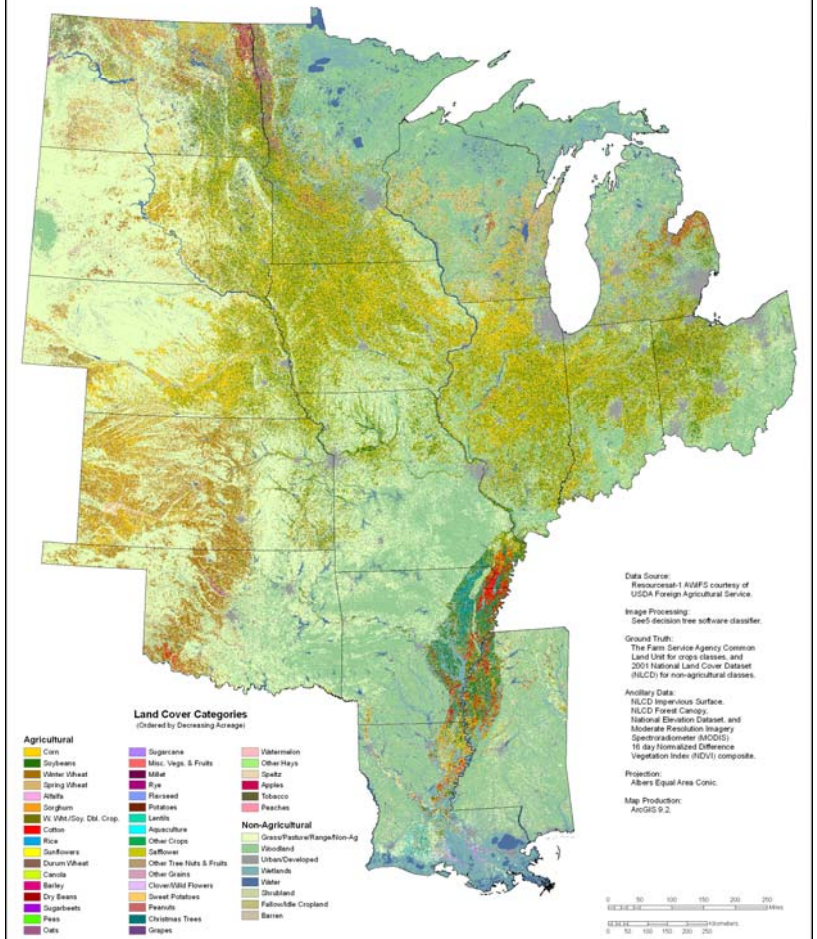 Data Source:
Resourcesat-1 AWiFS courtesy of
USDA Foreign Agricultural Service.
Image Processing:
See5 decision tree software classifier.
Ground Truth:
The Farm Service Agency Common
Land Unit for crops classes, and
2001 National Land Cover Dataset
(NLCD) for non-agricultural classes.
Ancillary Data:
NLCD Impervious Surface,
NLCD Forest Canopy,
National Elevation Dataset, and
Moderate Resolution Imagery
Spectroradiometer (MODIS)
16 day Normalized Difference
Vegetation Index (NDVI) composite.
Projection:
Albers Equal Area Conic.
Map Production:
ArcGIS 9.2.
Land Cover Categories
(Ordered by Decreasing Acreage)
Agricultural
Corn
Soybeans
Winter Wheat
Spring Wheat
Alfalfa
Sorghum
W. Wht./Soy. Dbl. Crop.
Cotton
Rice
Sunflowers
Durum Wheat
Canola
Barley
Dry Beans
Sugarbeets
Peas
Oats
Sugarcane
Misc. Vegs. & Fruits
Millet
Rye
Flaxseed
Potatoes
Lentils
Aquaculture
Other Crops
Safflower
Other Tree Nuts & Fruits
Other Grains
Clover/Wild Flowers
Sweet Potatoes
Peanuts
Christmas Trees
Grapes
Watermelon
Other Hays
Speltz
Apples
Tobacco
Peaches
Non-Agricultural
Grass/Pasture/Range/Non-Ag
Woodland
Urban/Developed
Wetlands
Water
Shrubland
Fallow/Idle Cropland
Barren
0 50 100 150 200 250
Miles
0 50 100 150 200 250
Kilometers